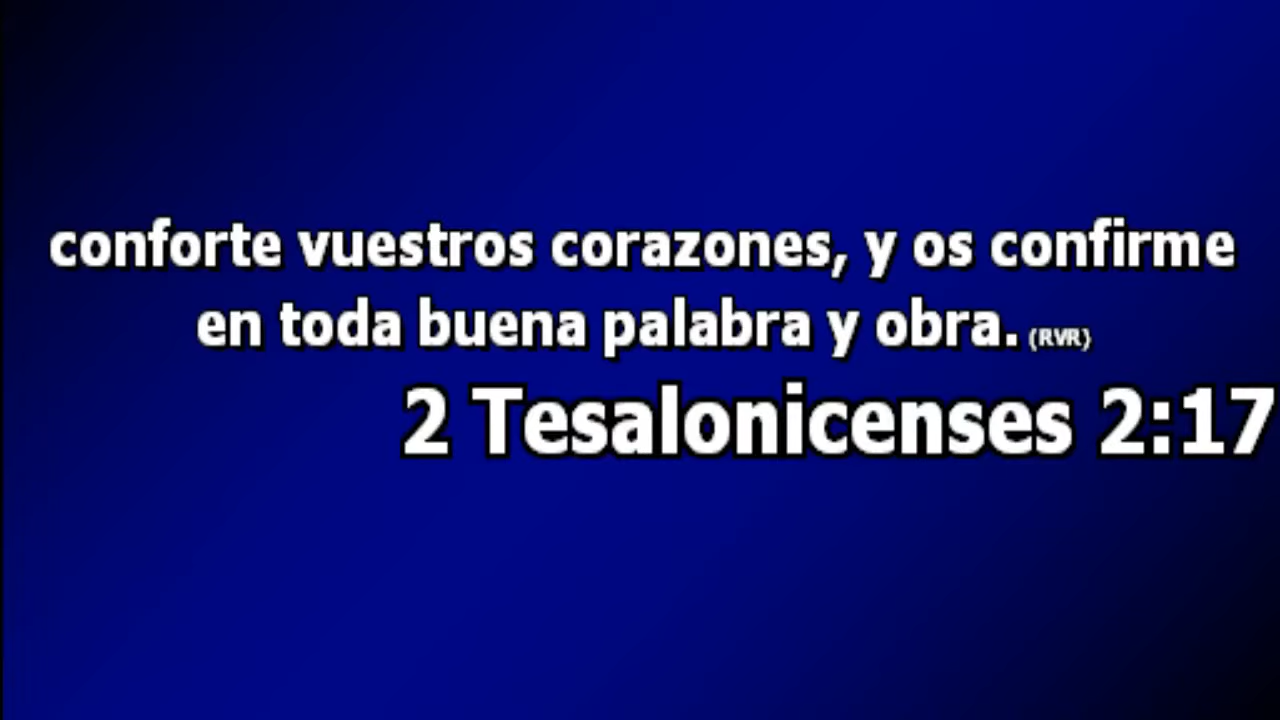 conforte vuestros corazones, y os confirme
en toda buena palabra y obra. (RVR)
2 Tesalonicenses 2:17